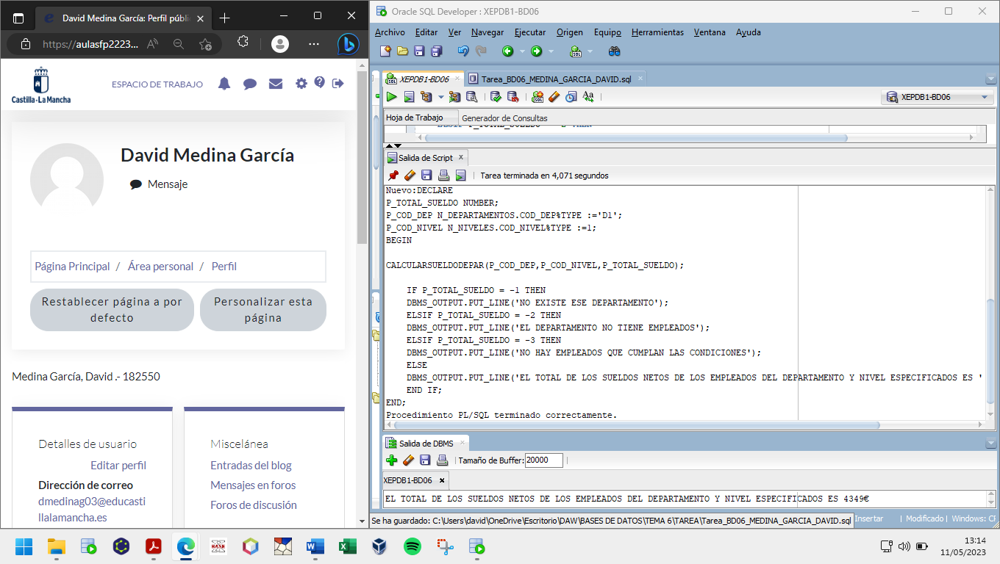 David Medina García: Perfil públi
https://aulasfp2223...
Castilla-La Mancha
ESPACIO DE TRABAJO
David Medina García
Mensaje
Página Principal / Área personal / Perfil
Restablecer página a por
defecto
Personalizar esta
página
Medina García, David .- 182550
Detalles de usuario
Editar perfil
Dirección de correo
dmedinag03@educasti
llalamancha.es
Miscelánea
Entradas del blog
Mensajes en foros
Foros de discusión
Oracle SQL Developer : XEPDB1-BD06
Archivo Editar Ver Navegar Ejecutar Origen Equipo Herramientas Ventana Ayuda
XEPDB1-BD06
Tarea_BD06_MEDINA_GARCIA_DAVID.sql
XEPDB1-BD06
Hoja de Trabajo Generador de Consultas
Salida de Script
Tarea terminada en 4,071 segundos
Nuevo:DECLARE
P_TOTAL_SUELDO NUMBER;
P_COD_DEP N_DEPARTAMENTOS.COD_DEP%TYPE :='D1';
P_COD_NIVEL N_NIVELES.COD_NIVEL%TYPE :=1;
BEGIN
CALCULARSUELDODEPAR(P_COD_DEP,P_COD_NIVEL,P_TOTAL_SUELDO);
IF P_TOTAL_SUELDO = -1 THEN
DBMS_OUTPUT.PUT_LINE('NO EXISTE ESE DEPARTAMENTO');
ELSIF P_TOTAL_SUELDO = -2 THEN
DBMS_OUTPUT.PUT_LINE('EL DEPARTAMENTO NO TIENE EMPLEADOS');
ELSIF P_TOTAL_SUELDO = -3 THEN
DBMS_OUTPUT.PUT_LINE('NO HAY EMPLEADOS QUE CUMPLAN LAS CONDICIONES');
ELSE
DBMS_OUTPUT.PUT_LINE('EL TOTAL DE LOS SUELDOS NETOS DE LOS EMPLEADOS DEL DEPARTAMENTO Y NIVEL ESPECIFICADOS ES '
END IF;
END;
Procedimiento PL/SQL terminado correctamente.
Salida de DBMS
Tamaño de Buffer: 20000
XEPDB1-BD06
EL TOTAL DE LOS SUELDOS NETOS DE LOS EMPLEADOS DEL DEPARTAMENTO Y NIVEL ESPECIFICADOS ES 4349€
Se ha guardado: C:\Users\david\OneDrive\Escritorio\DAW\BASES DE DATOS\TEMA 6\TAREA\Tarea_BD06_MEDINA_GARCIA_DAVID.sql
Insertar | Modificado | Windows: CF
13:14
11/05/2023